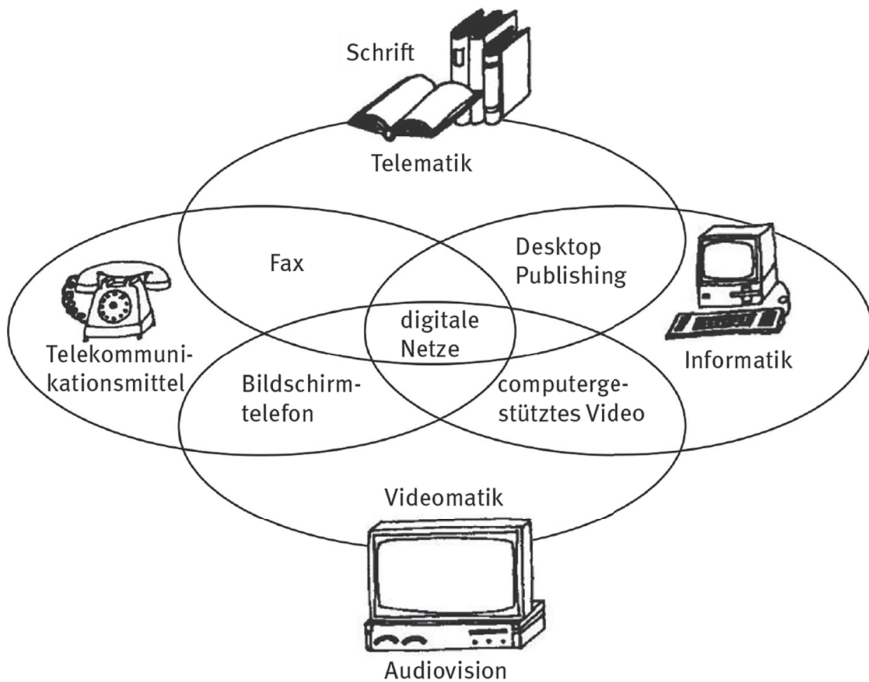 Schrift
Telematik
Fax
Desktop
Publishing
digitale
Netze
Telekommuni-
kationsmittel
Informatik
Bildschirm-
telefon
computerge-
stütztes Video
Videomatik
Audiovision